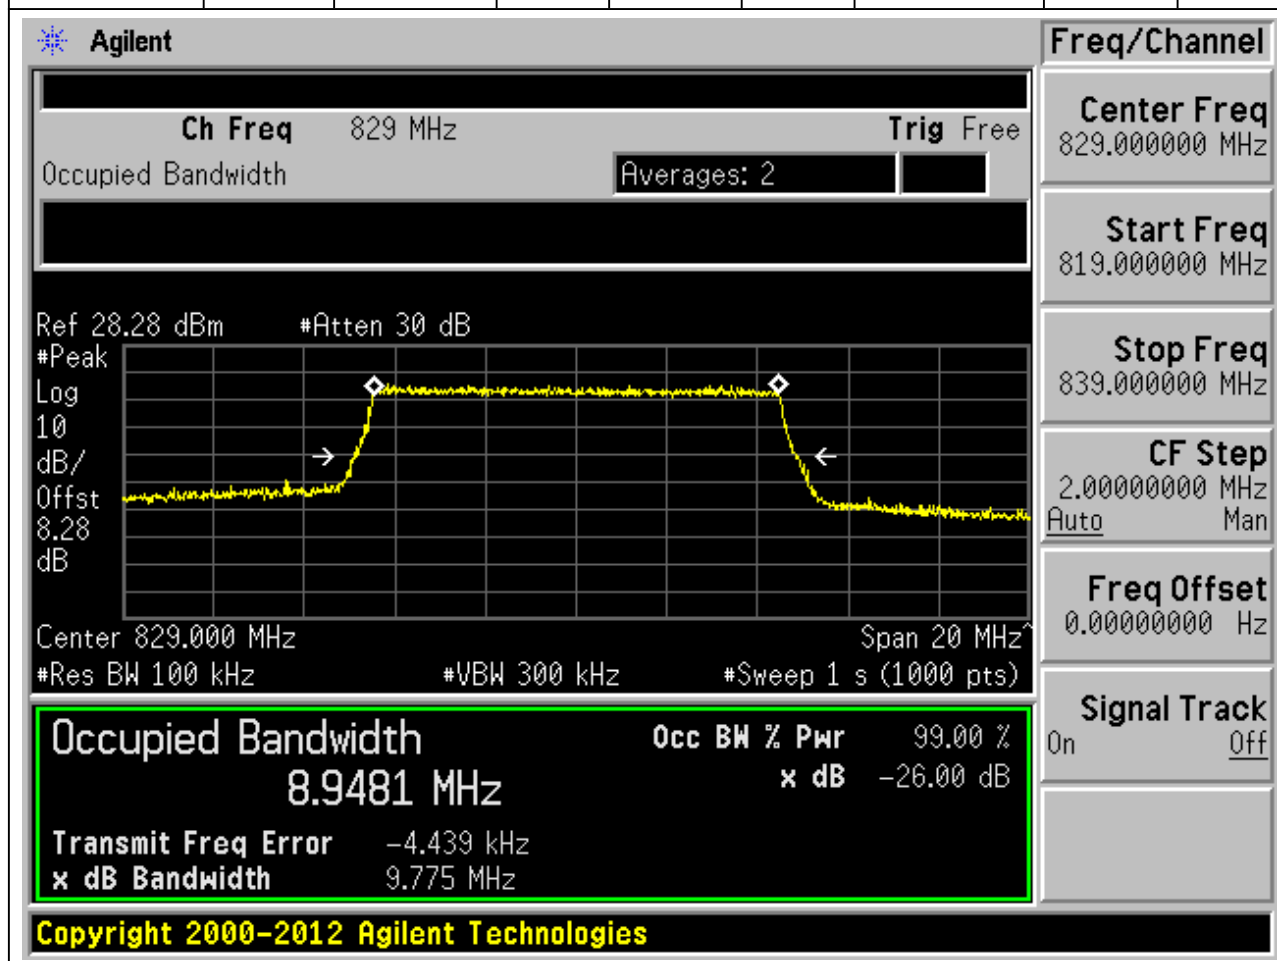 Agilent
Freq/Channel
Ch Freq 829 MHz Trig Free
Occupied Bandwidth Averages: 2
Center Freq
829.000000 MHz
Start Freq
819.000000 MHz
Stop Freq
839.000000 MHz
CF Step
2.00000000 MHz
Auto Man
Freq Offset
0.00000000 Hz
Signal Track
On Off
Ref 28.28 dBm #Atten 30 dB
#Peak
Log
10
dB/
Offst
8.28
dB
Center 829.000 MHz Span 20 MHz^
#Res BW 100 kHz #VBW 300 kHz #Sweep 1 s (1000 pts)
Occupied Bandwidth Occ BW % Pwr 99.00 %
8.9481 MHz x dB -26.00 dB
Transmit Freq Error -4.439 kHz
x dB Bandwidth 9.775 MHz
Copyright 2000-2012 Agilent Technologies